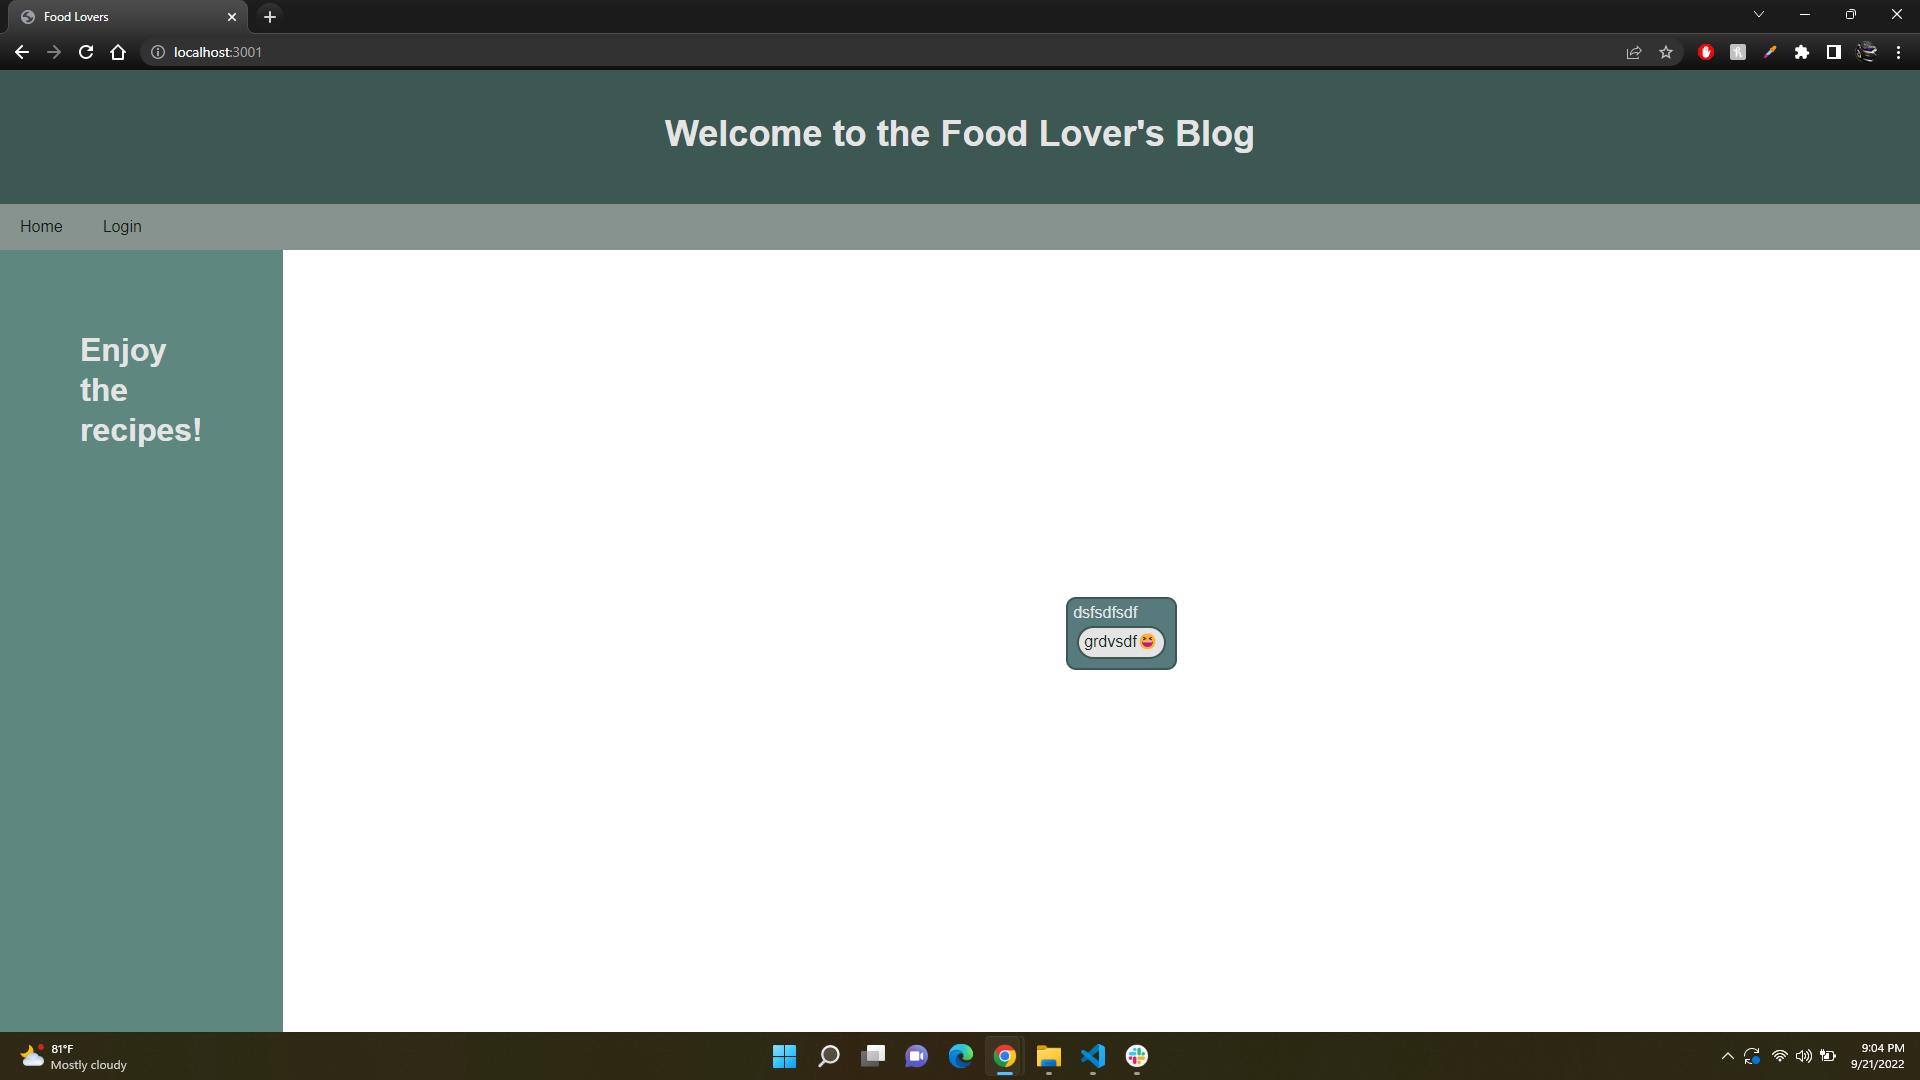 Food Lovers
localhost:3001
Welcome to the Food Lover's Blog
Home Login
Enjoy
the
recipes!
dsfsdfsdf
grdvsdf😆
81°F
Mostly cloudy
9:04 PM
9/21/2022